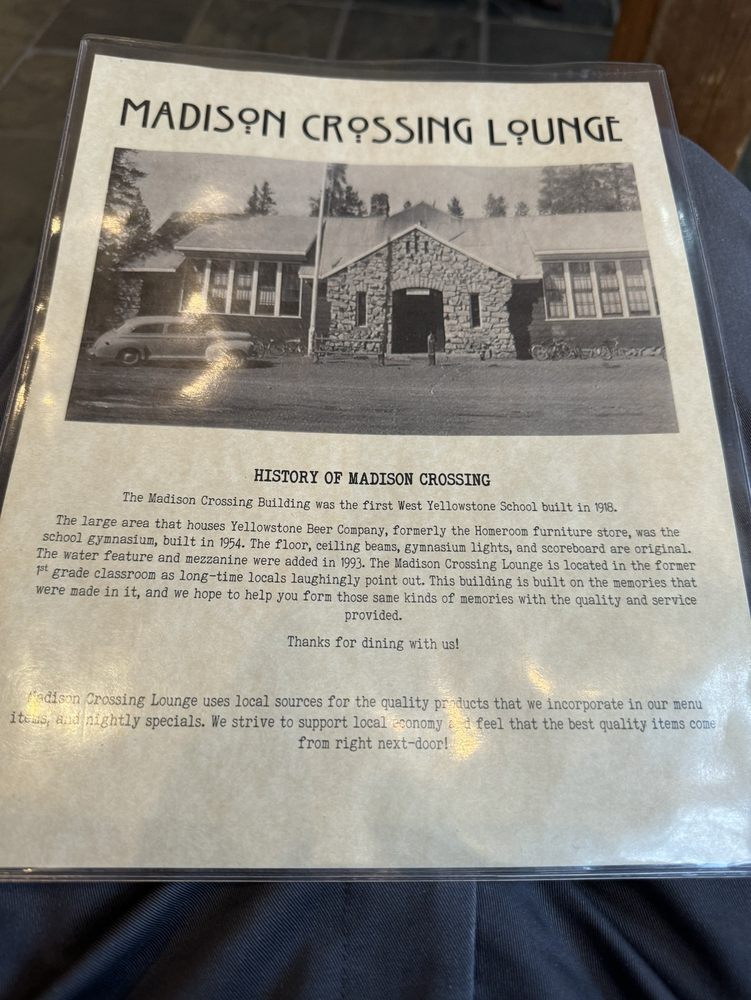 MADISON CROSSING LOUNGE
HISTORY OF MADISON CROSSING
The Madison Crossing Building was the first West Yellowstone School built in 1918.
The large area that houses Yellowstone Beer Company, formerly the Homeroom furniture store, was the
school gymnasium, built in 1954. The floor, ceiling beams, gymnasium lights, and scoreboard are original.
The water feature and mezzanine were added in 1993. The Madison Crossing Lounge is located in the former
1st grade classroom as long-time locals laughingly point out. This building is built on the memories that
were made in it, and we hope to help you form those same kinds of memories with the quality and service
provided.
Thanks for dining with us!
Madison Crossing Lounge uses local sources for the quality products that we incorporate in our menu
items, and nightly specials. We strive to support local economy and feel that the best quality items come
from right next-door!